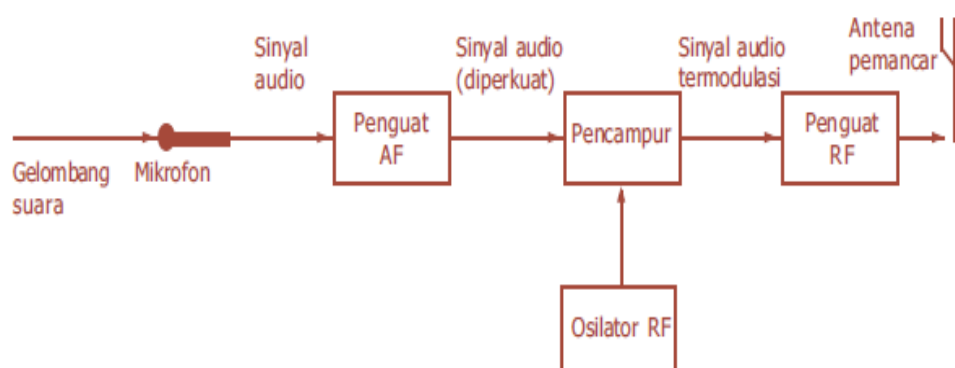 Sinyal
audio
Sinyal audio
(diperkuat)
Sinyal audio
termodulasi
Antena
pemancar
Gelombang
suara
Mikrofon
Penguat
AF
Pencampur
Penguat
RF
Osilator RF